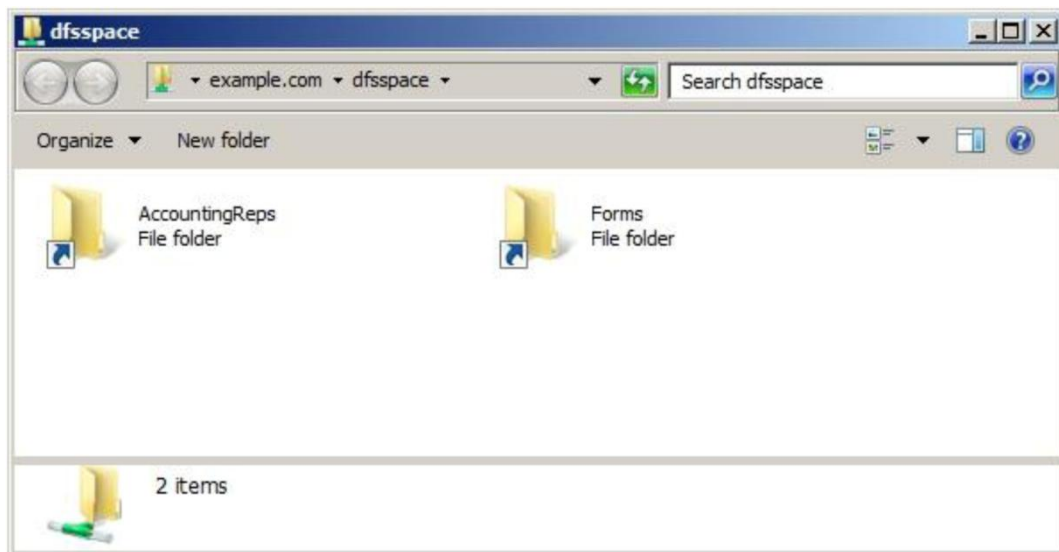 dfsspace
example.com dfsspace Search dfsspace
Organize New folder
AccountingReps
File folder
Forms
File folder
2 items